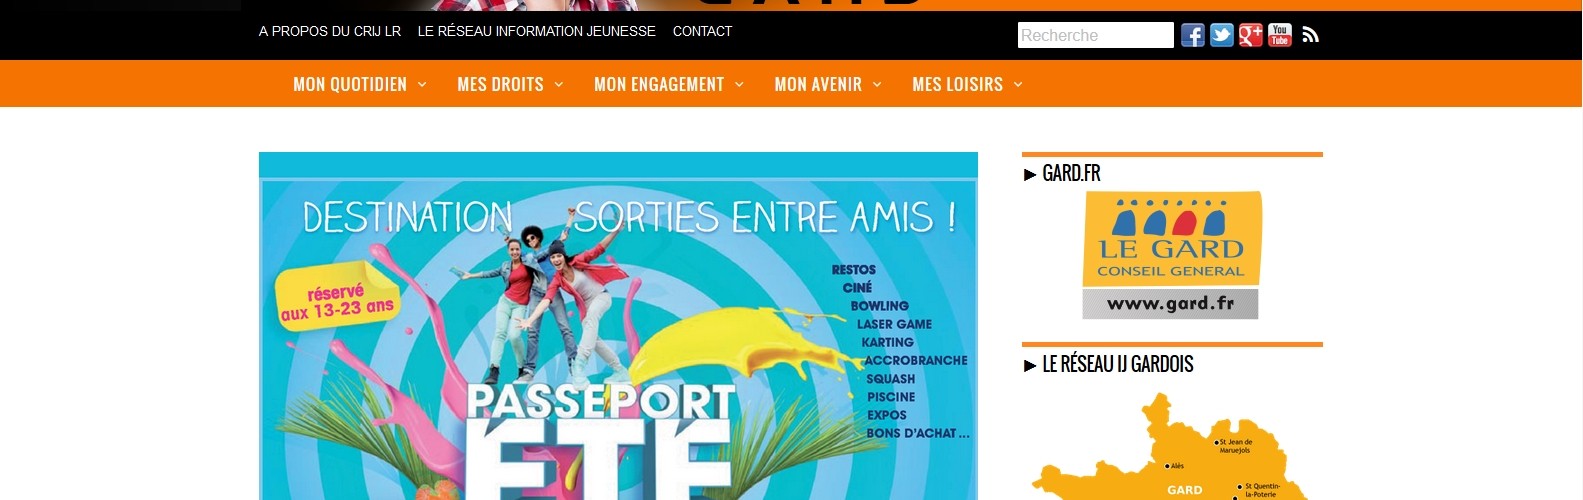 A PROPOS DU CRIJ LR LE RÉSEAU INFORMATION JEUNESSE CONTACT
Recherche
You
Tube
MON QUOTIDIEN MES DROITS MON ENGAGEMENT MON AVENIR MES LOISIRS
DESTINATION SORTIES ENTRE AMIS !
réservé
aux 13-23 ans
RESTOS
CINÉ
BOWLING
LASER GAME
KARTING
ACCROBRANCHE
SQUASH
PISCINE
EXPOS
BONS D'ACHAT...
PASSEPORT
ÉTÉ
► GARD.FR
LE GARD
CONSEIL GENERAL
www.gard.fr
► LE RÉSEAU IJ GARDOIS
St Jean de
Maruejols
Alès
St Quentin-
la-Poterie
GARD